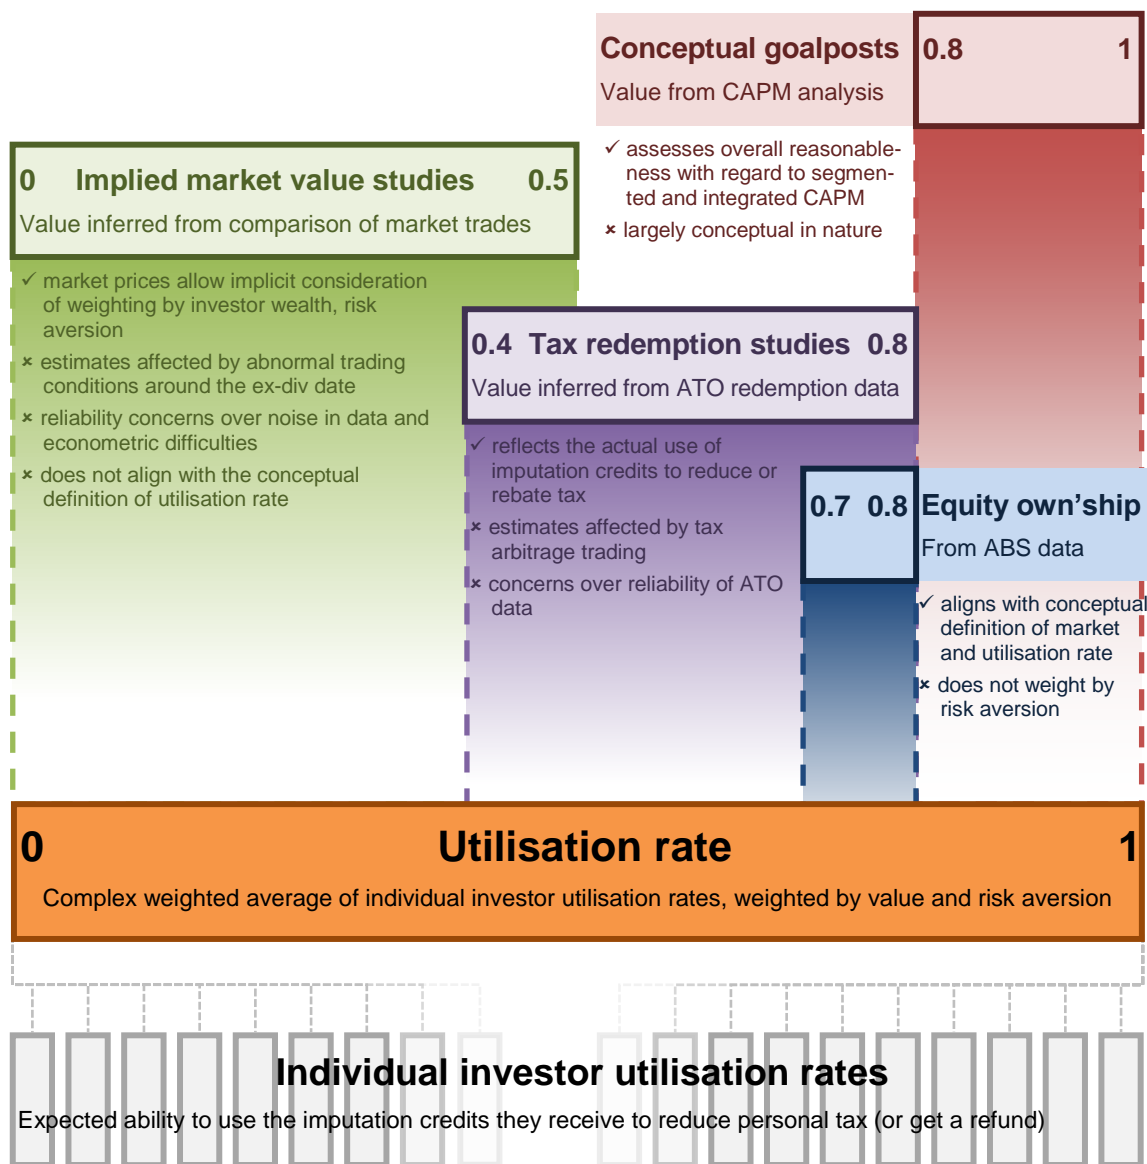 Conceptual goalposts 0.8 1
Value from CAPM analysis
✓ assesses overall reasonable-
ness with regard to segmen-
ted and integrated CAPM
× largely conceptual in nature
0 Implied market value studies 0.5
Value inferred from comparison of market trades
✓ market prices allow implicit consideration
of weighting by investor wealth, risk
aversion
× estimates affected by abnormal trading
conditions around the ex-div date
× reliability concerns over noise in data and
econometric difficulties
× does not align with the conceptual
definition of utilisation rate
0.4 Tax redemption studies 0.8
Value inferred from ATO redemption data
✓ reflects the actual use of
imputation credits to reduce or
rebate tax
× estimates affected by tax
arbitrage trading
× concerns over reliability of ATO
data
0.7 0.8 Equity own’ship
From ABS data
✓ aligns with conceptual
definition of market
and utilisation rate
× does not weight by
risk aversion
0 Utilisation rate 1
Complex weighted average of individual investor utilisation rates, weighted by value and risk aversion
Individual investor utilisation rates
Expected ability to use the imputation credits they receive to reduce personal tax (or get a refund)